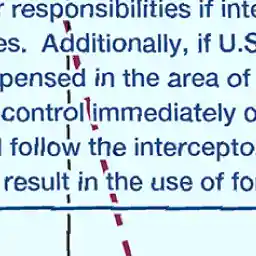 responsibilities if
es. Additionally, if U.S
pensed in the area of
control immediately o
follow the intercepto
result in the use of fo